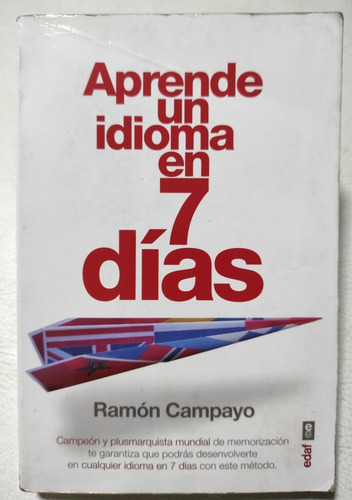 Aprende
un
idioma
en
7
días
Ramón Campayo
Campeón y plusmarquista mundial de memorización
te garantiza que podrás desenvolverte
en cualquier idioma en 7 días con este método.
edaf